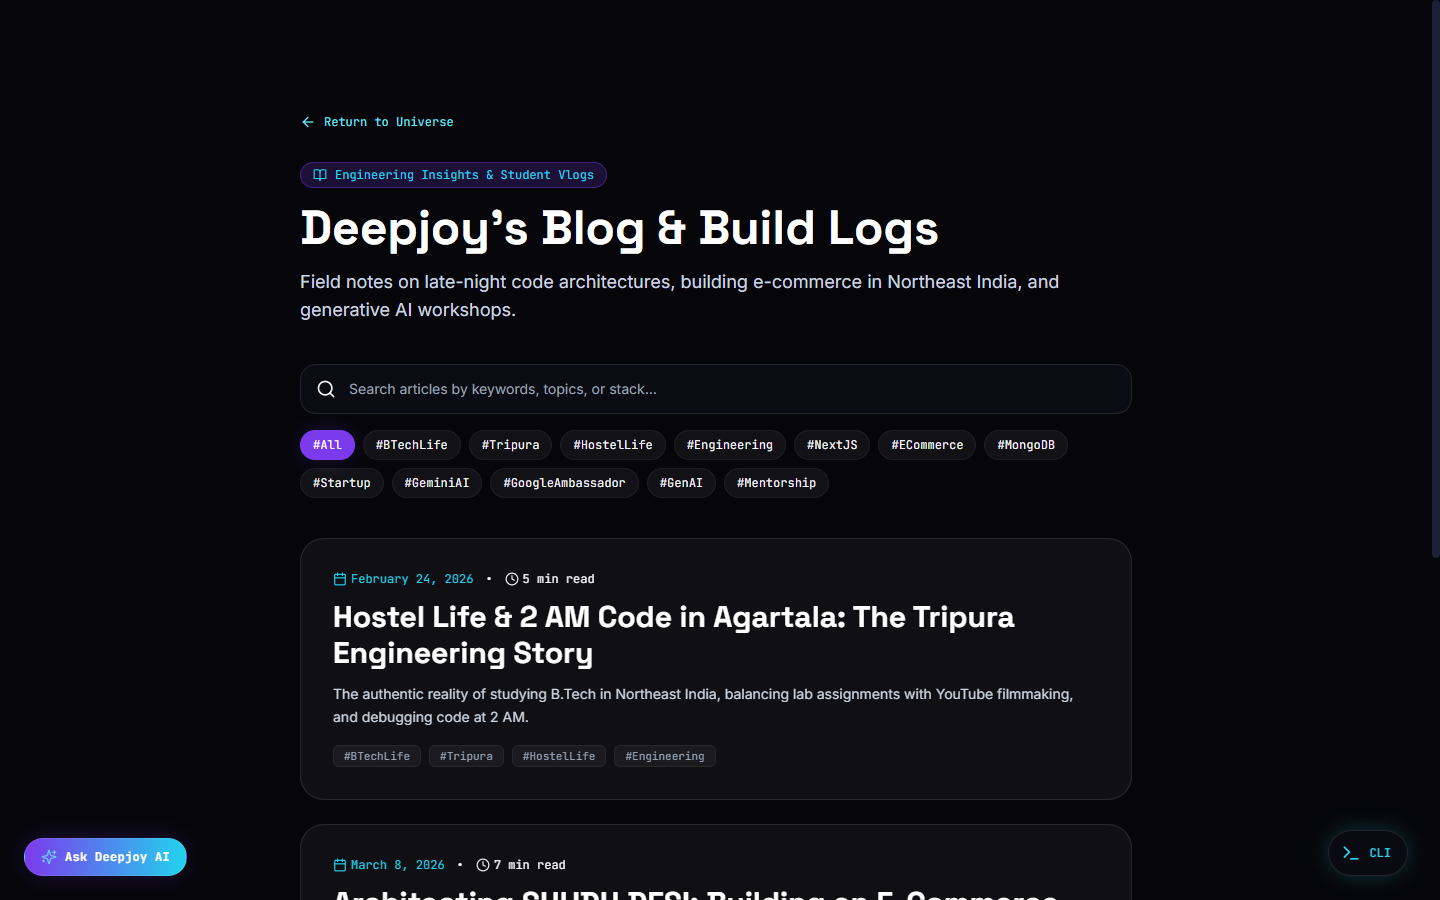 Return to Universe
Engineering Insights & Student Vlogs
Deepjoy's Blog & Build Logs
Field notes on late-night code architectures, building e-commerce in Northeast India, and
generative AI workshops.
Search articles by keywords, topics, or stack...
#All #BTechLife #Tripura #HostelLife #Engineering #NextJS #ECommerce #MongoDB
#Startup #GeminiAI #GoogleAmbassador #GenAI #Mentorship
February 24, 2026 • 5 min read
Hostel Life & 2 AM Code in Agartala: The Tripura
Engineering Story
The authentic reality of studying B.Tech in Northeast India, balancing lab assignments with YouTube filmmaking,
and debugging code at 2 AM.
#BTechLife #Tripura #HostelLife #Engineering
Ask Deepjoy AI
CLI
March 8, 2026 • 7 min read
Architecting Building an E-Commerce